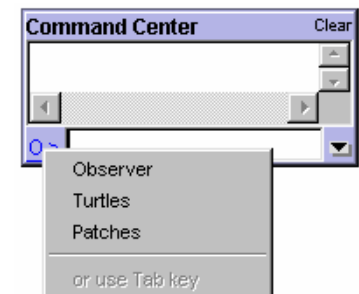 Command Center Clear
O>
Observer
Turtles
Patches
or use Tab key